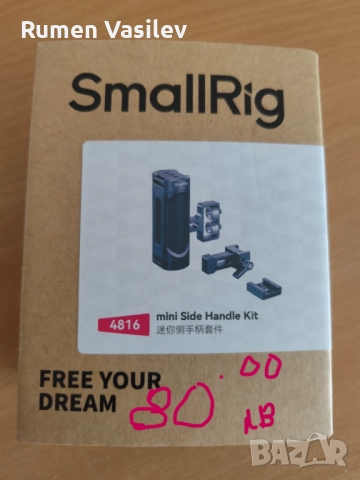 Rumen Vasilev
SmallRig
4816
mini Side Handle Kit
迷你侧手柄套件
FREE YOUR
DREAM
80.00
лв
BAZAR